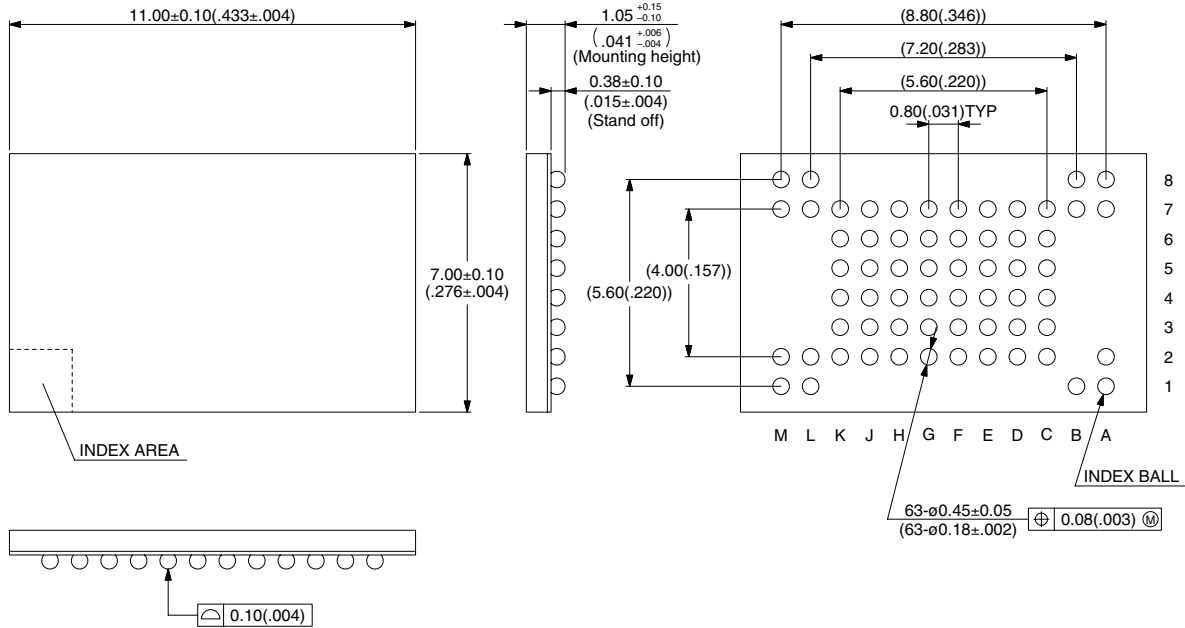 11.00±0.10(.433±.004)
1.05 +0.15 −0.10
(.041 +.006 −.004)
(Mounting height)
0.38±0.10
(.015±.004)
(Stand off)
(8.80(.346))
(7.20(.283))
(5.60(.220))
0.80(.031)TYP
7.00±0.10
(.276±.004)
(5.60(.220))
(4.00(.157))
8
7
6
5
4
3
2
1
M L K J H G F E D C B A
INDEX AREA
INDEX BALL
63-ø0.45±0.05
(63-ø0.18±.002)
⌖ 0.08(.003) Ⓜ
⌓ 0.10(.004)